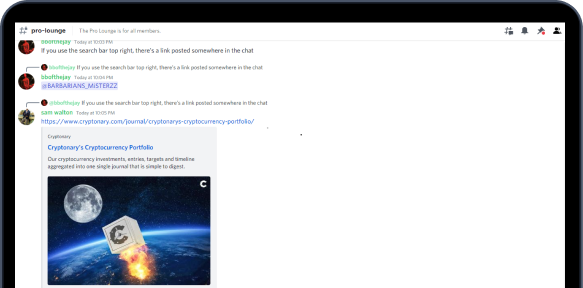 pro-lounge The Pro Lounge is for all members.
bbofthejay Today at 10:03 PM
If you use the search bar top right, there's a link posted somewhere in the chat
bbofthejay If you use the search bar top right, there's a link posted somewhere in the chat
bbofthejay Today at 10:04 PM
@BARBARIANS_MISTERZZ
@bbofthejay If you use the search bar top right, there's a link posted somewhere in the chat
sam walton Today at 10:05 PM
https://www.cryptonary.com/journal/cryptonarys-cryptocurrency-portfolio/
Cryptonary
Cryptonary's Cryptocurrency Portfolio
Our cryptocurrency investments, entries, targets and timeline
aggregated into one single journal that is simple to digest.